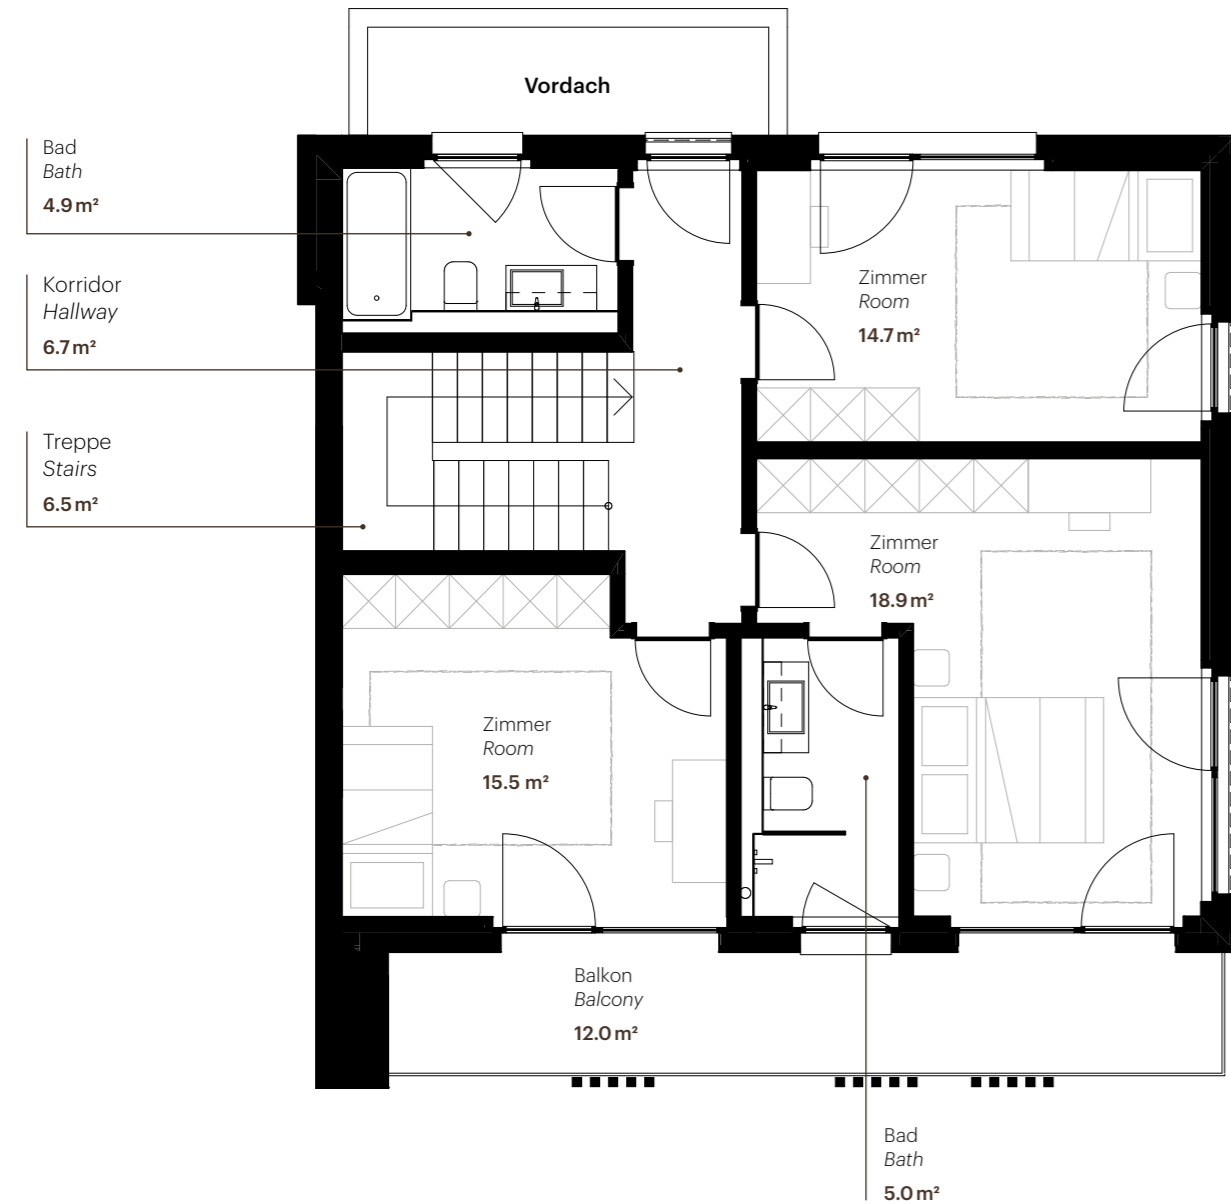 Vordach
Bad
Bath
4.9 m²
Korridor
Hallway
6.7 m²
Treppe
Stairs
6.5 m²
Zimmer
Room
14.7 m²
Zimmer
Room
18.9 m²
Zimmer
Room
15.5 m²
Balkon
Balcony
12.0 m²
Bad
Bath
5.0 m²